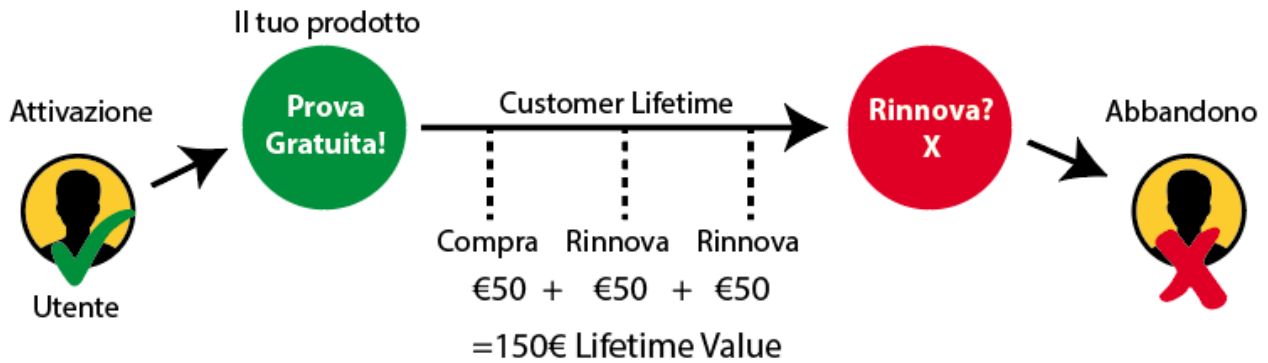 Il tuo prodotto
Attivazione
Prova
Gratuita!
Customer Lifetime
Rinnova?
X
Abbandono
Compra Rinnova Rinnova
€50 + €50 + €50
=150€ Lifetime Value
Utente